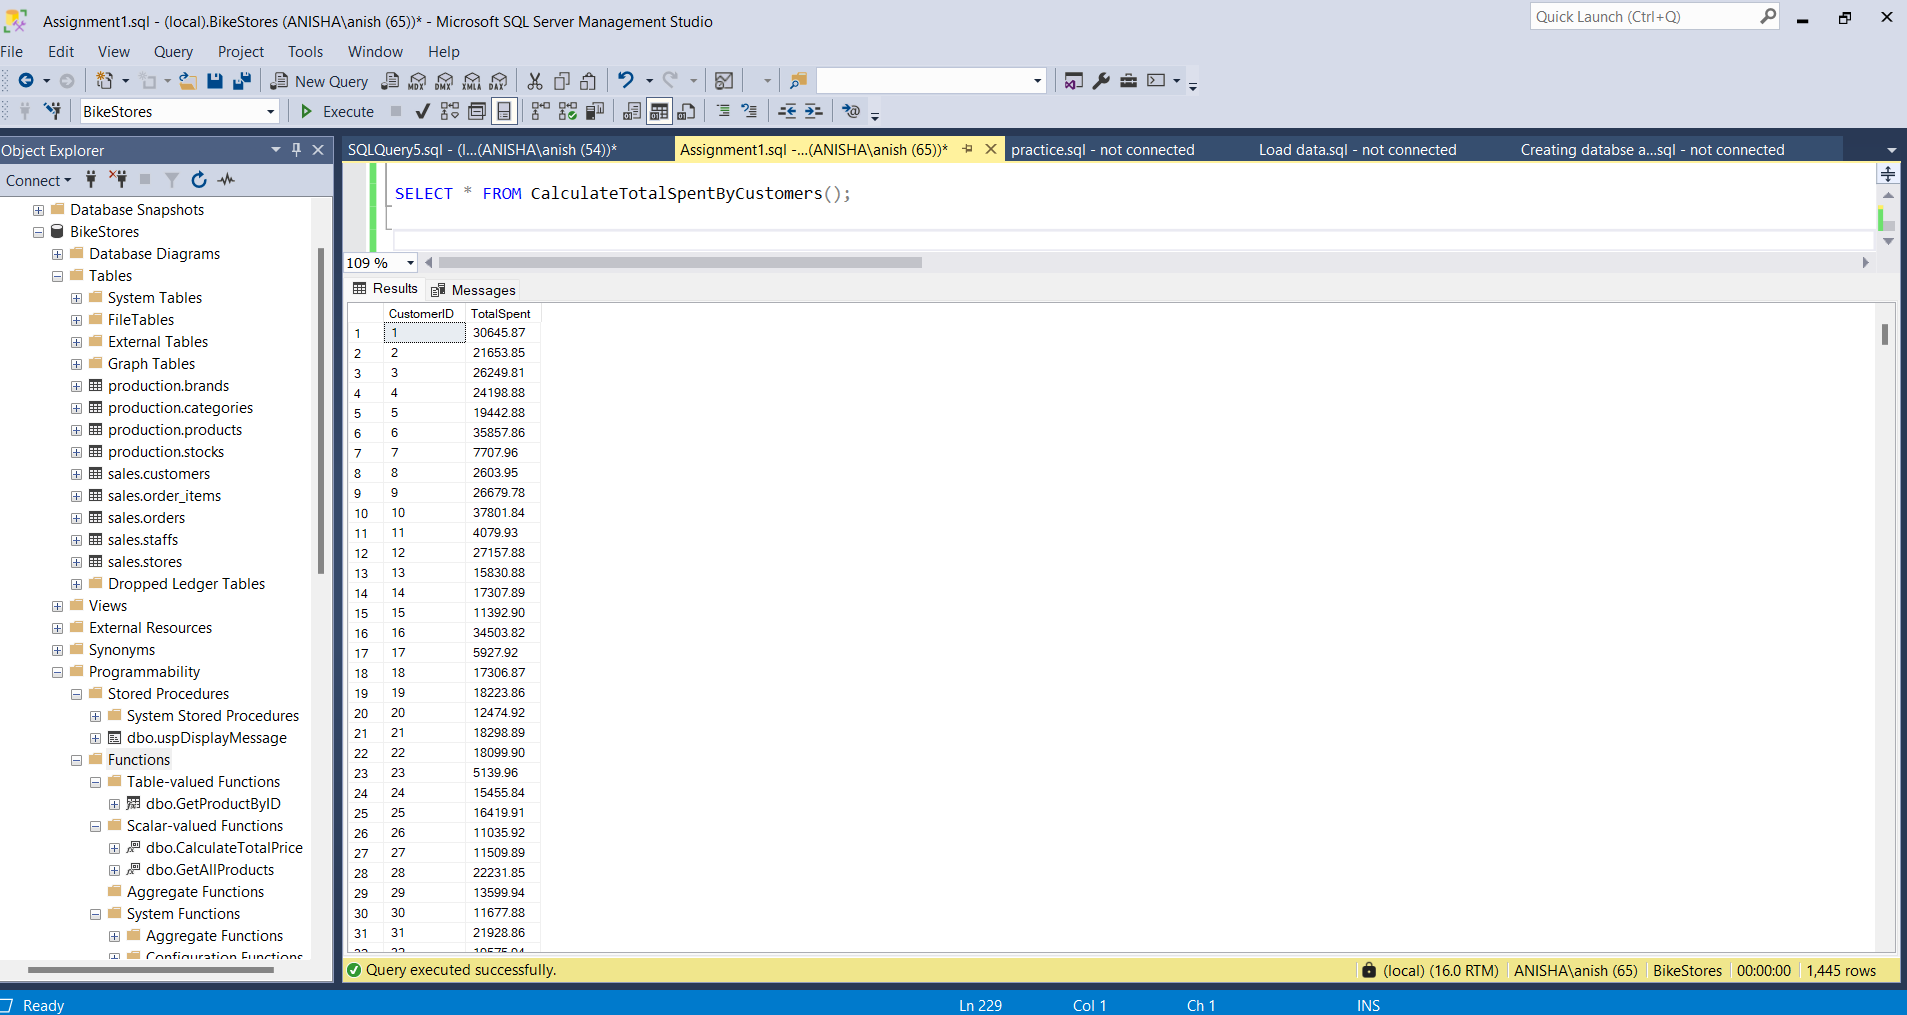 Assignment1.sql - (local).BikeStores (ANISHA\anish (65))* - Microsoft SQL Server Management Studio
Quick Launch (Ctrl+Q)
File Edit View Query Project Tools Window Help
New Query MDX DMX XMLA DAX
BikeStores Execute
Object Explorer
Connect
Database Snapshots
BikeStores
Database Diagrams
Tables
System Tables
FileTables
External Tables
Graph Tables
production.brands
production.categories
production.products
production.stocks
sales.customers
sales.order_items
sales.orders
sales.staffs
sales.stores
Dropped Ledger Tables
Views
External Resources
Synonyms
Programmability
Stored Procedures
System Stored Procedures
dbo.uspDisplayMessage
Functions
Table-valued Functions
dbo.GetProductByID
Scalar-valued Functions
dbo.CalculateTotalPrice
dbo.GetAllProducts
Aggregate Functions
System Functions
Aggregate Functions
Configuration Functions
SQLQuery5.sql - (l...(ANISHA\anish (54))* Assignment1.sql -...(ANISHA\anish (65))* practice.sql - not connected Load data.sql - not connected Creating databse a...sql - not connected
SELECT * FROM CalculateTotalSpentByCustomers();
109 %
Results Messages
CustomerID TotalSpent
1 1 30645.87
2 2 21653.85
3 3 26249.81
4 4 24198.88
5 5 19442.88
6 6 35857.86
7 7 7707.96
8 8 2603.95
9 9 26679.78
10 10 37801.84
11 11 4079.93
12 12 27157.88
13 13 15830.88
14 14 17307.89
15 15 11392.90
16 16 34503.82
17 17 5927.92
18 18 17306.87
19 19 18223.86
20 20 12474.92
21 21 18298.89
22 22 18099.90
23 23 5139.96
24 24 15455.84
25 25 16419.91
26 26 11035.92
27 27 11509.89
28 28 22231.85
29 29 13599.94
30 30 11677.88
31 31 21928.86
Query executed successfully. (local) (16.0 RTM) ANISHA\anish (65) BikeStores 00:00:00 1,445 rows
Ready Ln 229 Col 1 Ch 1 INS